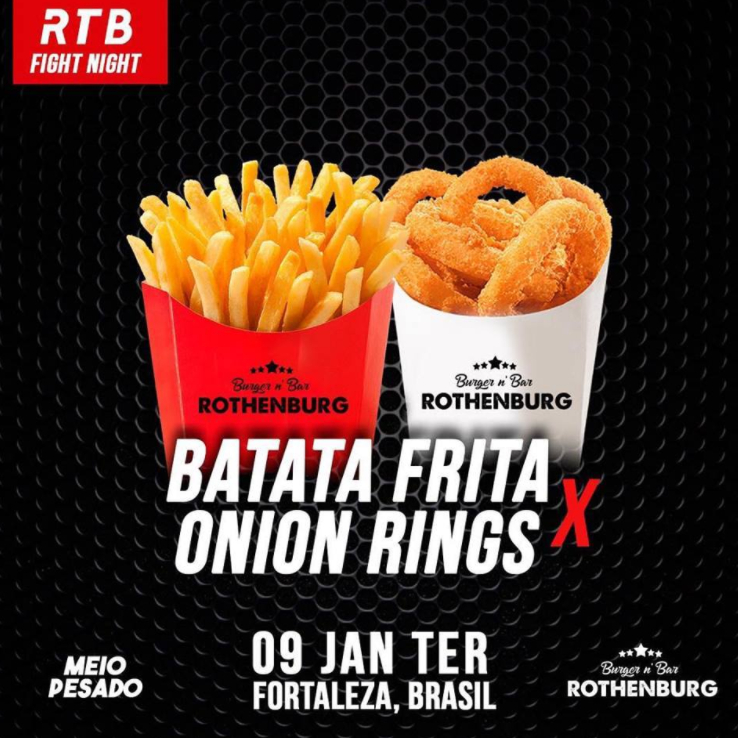 RTB
FIGHT NIGHT
Burger n' Bar
ROTHENBURG
Burger n' Bar
ROTHENBURG
BATATA FRITA
X
ONION RINGS
MEIO
PESADO
09 JAN TER
FORTALEZA, BRASIL
Burger n' Bar
ROTHENBURG